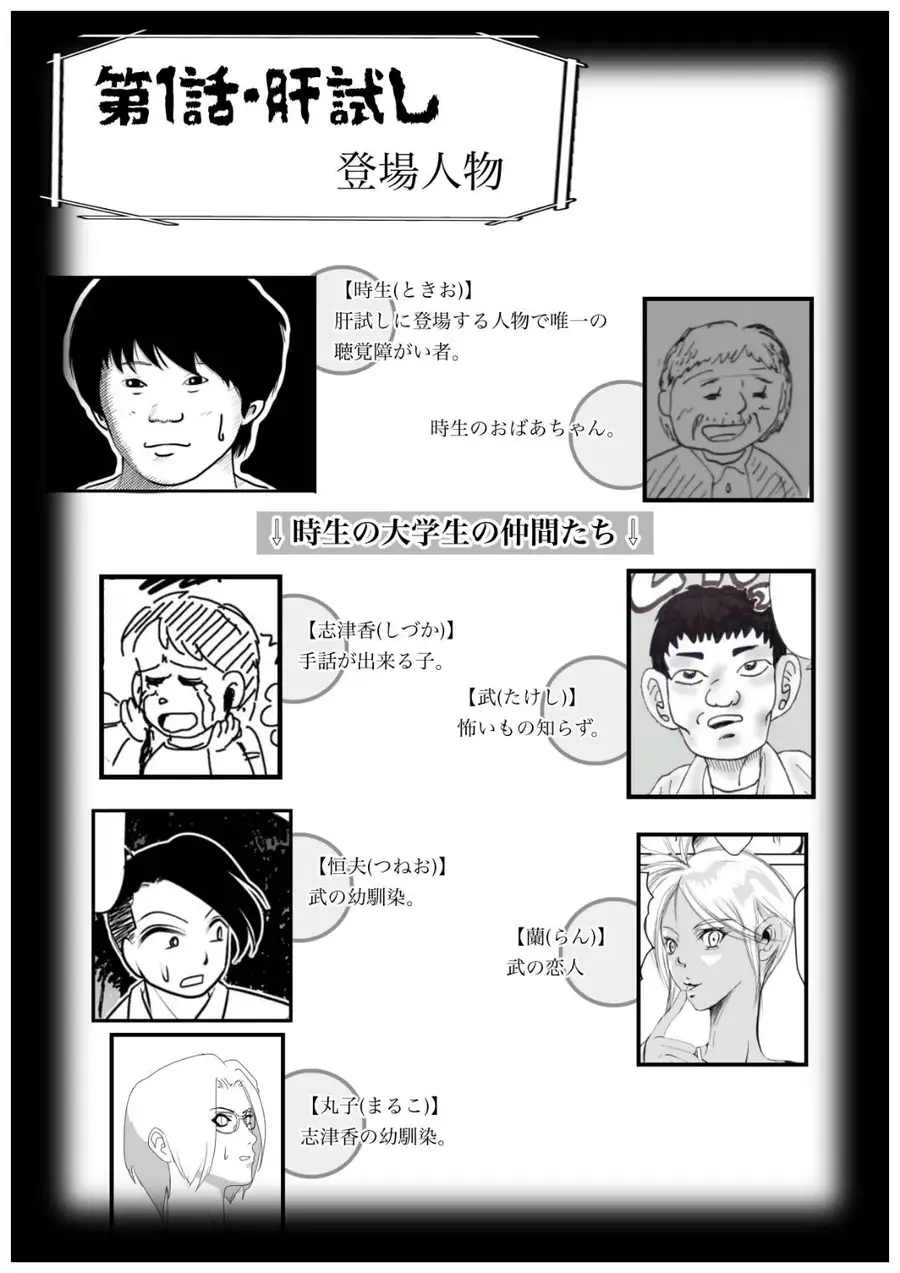 第1話・肝試し
登場人物
【時生(ときお)】
肝試しに登場する人物で唯一の
聴覚障がい者。
時生のおばあちゃん。
⇩時生の大学生の仲間たち⇩
【志津香(しづか)】
手話が出来る子。
【武(たけし)】
怖いもの知らず。
【恒夫(つねお)】
武の幼馴染。
【蘭(らん)】
武の恋人
【丸子(まるこ)】
志津香の幼馴染。